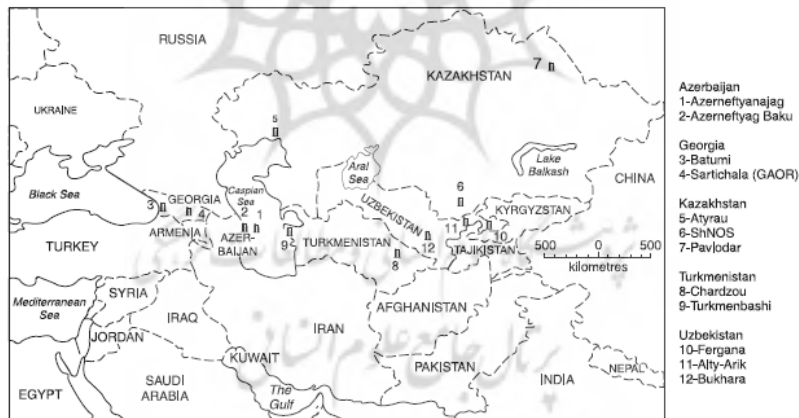 RUSSIA
KAZAKHSTAN
7
UKRAINE
5
Aral
Sea
Lake
Balkash
CHINA
Black Sea
GEORGIA
3
4
Caspian
Sea
6
UZBEKISTAN
KYRGYZSTAN
ARMENIA
2 1
11
10
TURKEY
AZER-
BAIJAN
9
TURKMENISTAN
12
TAJIKISTAN
8
500 0 500
kilometres
Mediterranean
Sea
SYRIA
IRAQ
IRAN
AFGHANISTAN
JORDAN
KUWAIT
PAKISTAN
NEPAL
EGYPT
SAUDI
ARABIA
The
Gulf
INDIA
Azerbaijan
1-Azerneftyanajag
2-Azerneftyag Baku
Georgia
3-Batumi
4-Sartichala (GAOR)
Kazakhstan
5-Atyrau
6-ShNOS
7-Pavlodar
Turkmenistan
8-Chardzou
9-Turkmenbashi
Uzbekistan
10-Fergana
11-Alty-Arik
12-Bukhara